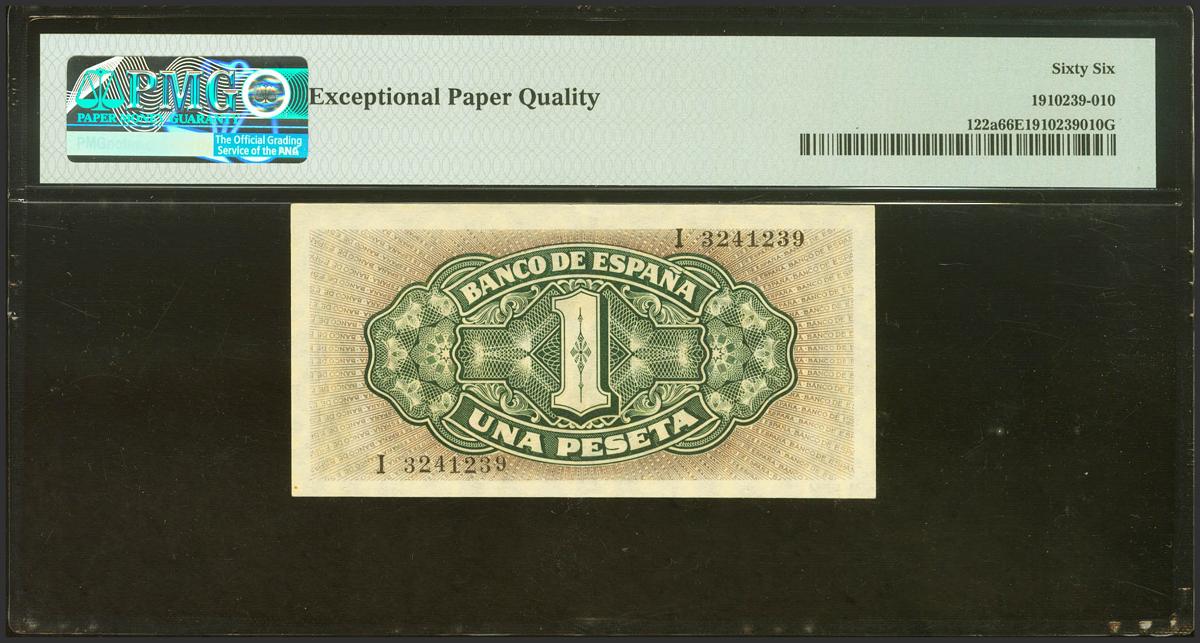 PMG
PAPER MONEY GUARANTY
The Official Grading
Service of the ANA
Exceptional Paper Quality
Sixty Six
1910239-010
122a66E1910239010G
I 3241239
BANCO DE ESPAÑA
1
UNA PESETA
I 3241239